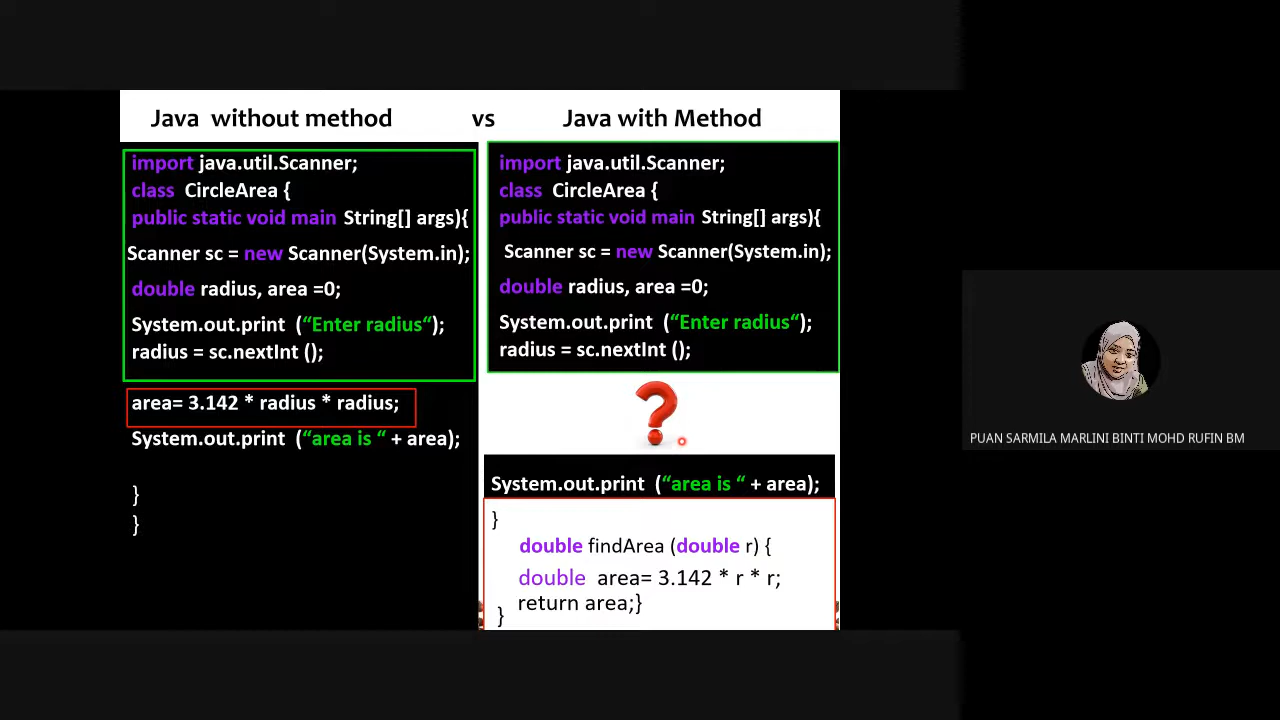 Java without method vs Java with Method
import java.util.Scanner;
class CircleArea {
public static void main String[] args){
Scanner sc = new Scanner(System.in);
double radius, area =0;
System.out.print (“Enter radius“);
radius = sc.nextInt ();
area= 3.142 * radius * radius;
System.out.print (“area is “ + area);
}
}
import java.util.Scanner;
class CircleArea {
public static void main String[] args){
Scanner sc = new Scanner(System.in);
double radius, area =0;
System.out.print (“Enter radius“);
radius = sc.nextInt ();
?
System.out.print (“area is “ + area);
}
double findArea (double r) {
double area= 3.142 * r * r;
return area;}
}
PUAN SARMILA MARLINI BINTI MOHD RUFIN BM